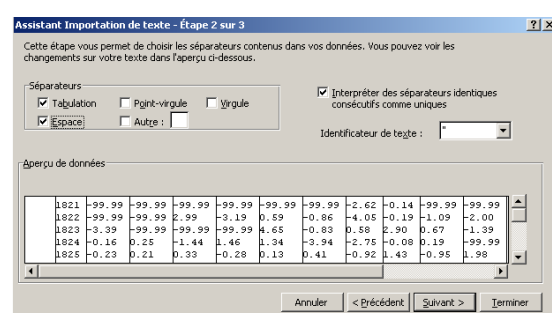 Assistant Importation de texte - Étape 2 sur 3
Cette étape vous permet de choisir les séparateurs contenus dans vos données. Vous pouvez voir les
changements sur votre texte dans l'aperçu ci-dessous.
Séparateurs
Tabulation Point-virgule Virgule
Espace Autre :
Interpréter des séparateurs identiques
consécutifs comme uniques
Identificateur de texte : "
Aperçu de données
1821 -99.99 -99.99 -99.99 -99.99 -99.99 -99.99 -2.62 -0.14 -99.99 -99.99
1822 -99.99 -99.99 2.99 -3.19 0.59 -0.86 -4.05 -0.19 -1.09 -2.00
1823 -3.39 -99.99 -99.99 -99.99 4.65 -0.83 0.58 2.90 0.67 -1.39
1824 -0.16 0.25 -1.44 1.46 1.34 -3.94 -2.75 -0.08 0.19 -99.99
1825 -0.23 0.21 0.33 -0.28 0.13 0.41 -0.92 1.43 -0.95 1.98
Annuler < Précédent Suivant > Terminer